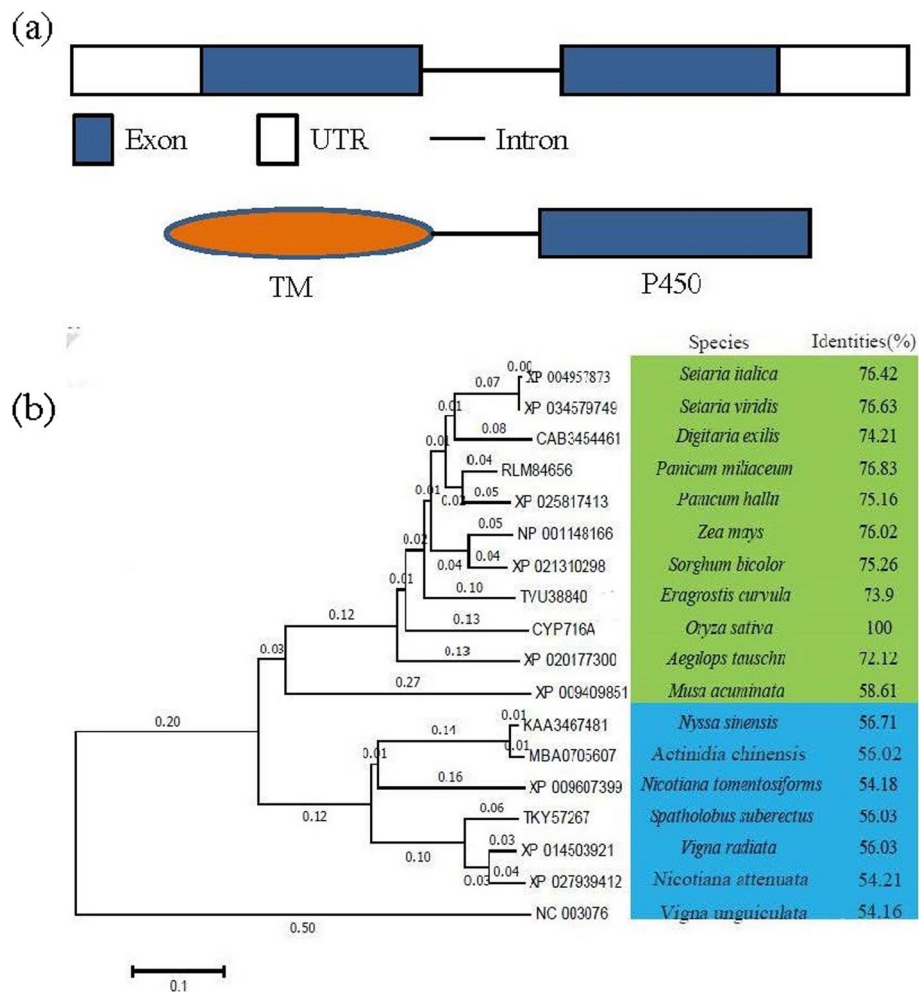 (a)
Exon UTR Intron
TM P450
Species Identities(%)
(b)
0.00 XP 004957873 Setaria italica 76.42
0.07
XP 034579749 Setaria viridis 76.63
0.01
0.08 CAB3454461 Digitaria exilis 74.21
0.01
0.04 RLM84656 Panicum miliaceum 76.83
0.01 0.02
0.05 XP 025817413 Panicum hallii 75.16
0.05 NP 001148166 Zea mays 76.02
0.02
0.04 0.04 XP 021310298 Sorghum bicolor 75.26
0.01
0.10 TVU38840 Eragrostis curvula 73.9
0.12
0.13 CYP716A Oryza sativa 100
0.13 XP 020177300 Aegilops tauschii 72.12
0.03
0.27 XP 009409851 Musa acuminata 58.61
0.20
0.01 KAA3467481 Nyssa sinensis 56.71
0.14
0.01 0.01 MBA0705607 Actinidia chinensis 56.02
0.16 XP 009607399 Nicotiana tomentosiforms 54.18
0.12
0.06 TKY57267 Spatholobus suberectus 56.03
0.10
0.03 XP 014503921 Vigna radiata 56.03
0.03 0.04 XP 027939412 Nicotiana attenuata 54.21
0.50 NC 003076 Vigna unguiculata 54.16
0.1